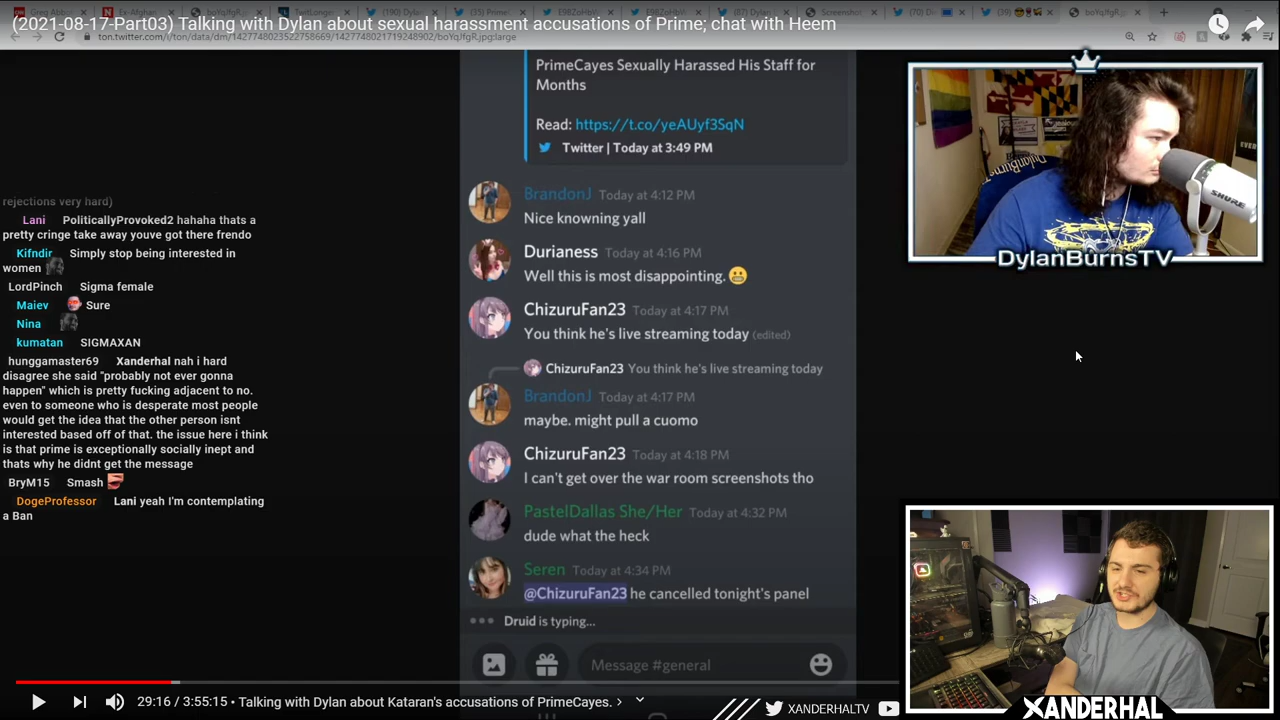 (2021-08-17-Part03) Talking with Dylan about sexual harassment accusations of Prime; chat with Heem
ton.twitter.com/i/ton/data/dm/1427748023522758669/1427748021719248902/boYqJfgR.jpg:large
PrimeCayes Sexually Harassed His Staff for
Months
Read: https://t.co/yeAUyf3SqN
Twitter | Today at 3:49 PM
BrandonJ Today at 4:12 PM
Nice knowning yall
Durianess Today at 4:16 PM
Well this is most disappointing.
ChizuruFan23 Today at 4:17 PM
You think he's live streaming today (edited)
ChizuruFan23 You think he's live streaming today
BrandonJ Today at 4:17 PM
maybe. might pull a cuomo
ChizuruFan23 Today at 4:18 PM
I can't get over the war room screenshots tho
PastelDallas She/Her Today at 4:32 PM
dude what the heck
Seren Today at 4:34 PM
@ChizuruFan23 he cancelled tonight's panel
Druid is typing...
Message #general
rejections very hard)
Lani PoliticallyProvoked2 hahaha thats a
pretty cringe take away youve got there frendo
Kifndir Simply stop being interested in
women
LordPinch Sigma female
Maiev Sure
Nina
kumatan SIGMAXAN
hunggamaster69 Xanderhal nah i hard
disagree she said "probably not ever gonna
happen" which is pretty fucking adjacent to no.
even to someone who is desperate most people
would get the idea that the other person isnt
interested based off of that. the issue here i think
is that prime is exceptionally socially inept and
thats why he didnt get the message
BryM15 Smash
DogeProfessor Lani yeah I'm contemplating
a Ban
SHURE
DylanBurnsTV
29:16 / 3:55:15 • Talking with Dylan about Kataran's accusations of PrimeCayes. >
XANDERHALTV
XANDERHAL